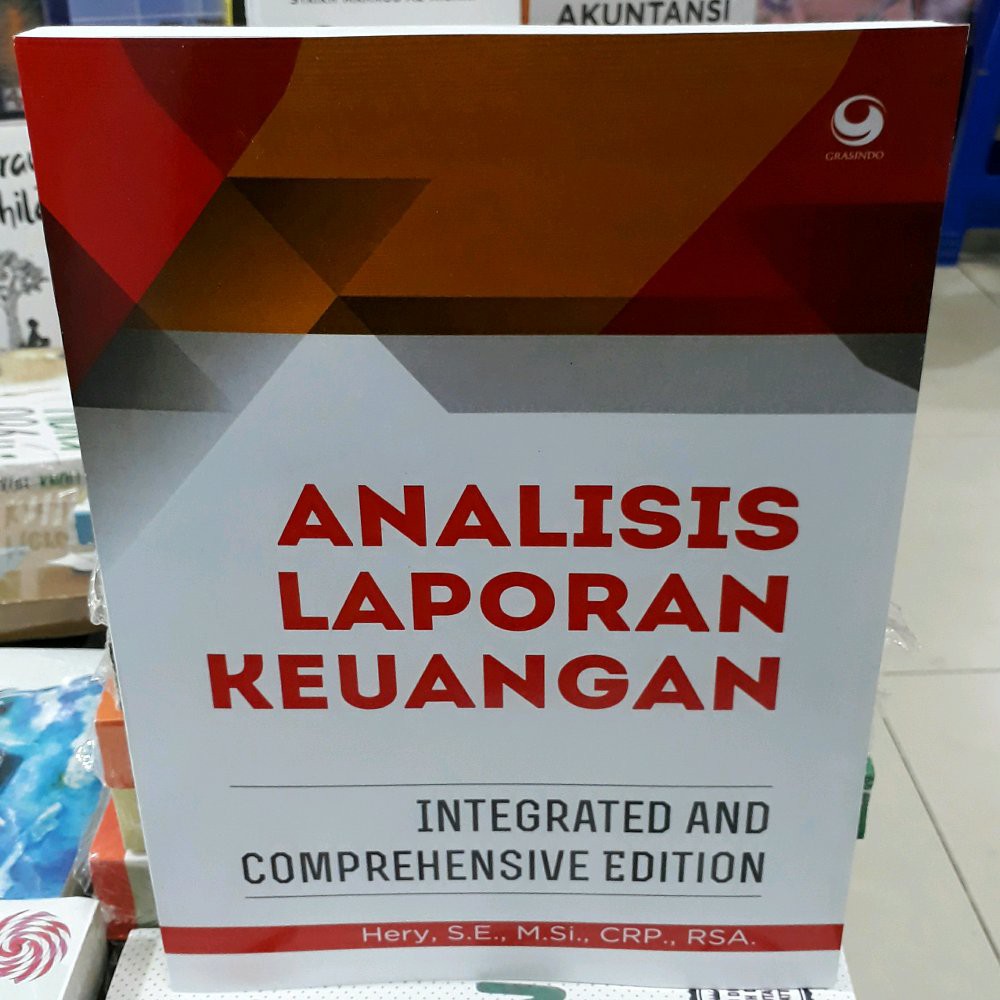 AKUNTANSI
GRASINDO
ANALISIS
LAPORAN
KEUANGAN
INTEGRATED AND
COMPREHENSIVE EDITION
Hery, S.E., M.Si., CRP., RSA.